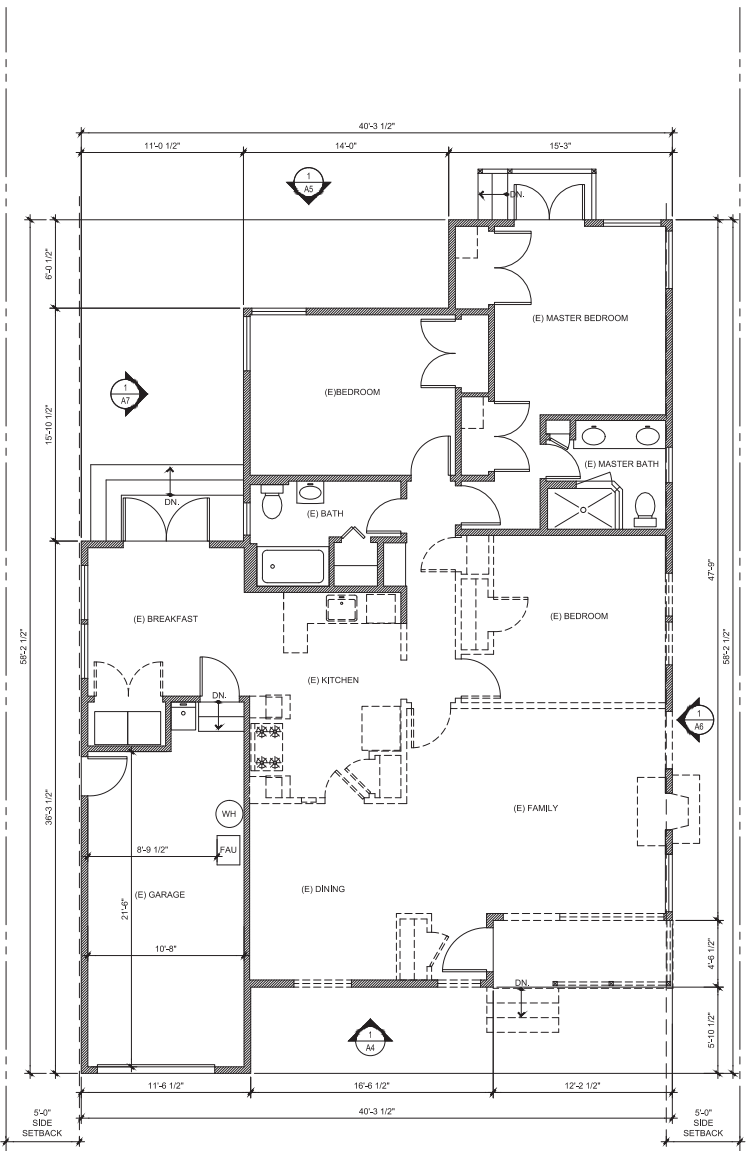 40'-3 1/2"
11'-0 1/2"
14'-0"
15'-3"
1
A5
DN.
6'-0 1/2"
(E) MASTER BEDROOM
(E)BEDROOM
1
A7
15'-10 1/2"
(E) MASTER BATH
DN.
(E) BATH
47'-9"
(E) BREAKFAST
(E) BEDROOM
58'-2 1/2"
58'-2 1/2"
(E) KITCHEN
DN.
1
A6
36'-3 1/2"
WH
(E) FAMILY
8'-9 1/2"
FAU
(E) DINING
(E) GARAGE
21'-6"
10'-8"
4'-6 1/2"
DN.
1
A4
5'-10 1/2"
11'-6 1/2"
16'-6 1/2"
12'-2 1/2"
40'-3 1/2"
5'-0"
SIDE
SETBACK
5'-0"
SIDE
SETBACK